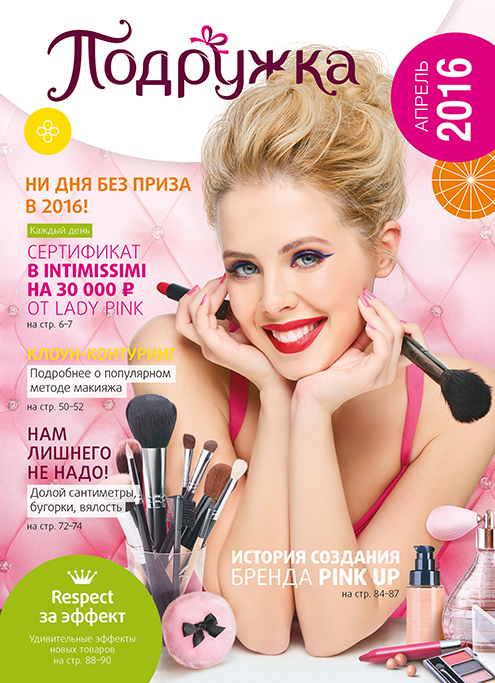 Подружка
АПРЕЛЬ
2016
НИ ДНЯ БЕЗ ПРИЗА
В 2016!
Каждый день
СЕРТИФИКАТ
В INTIMISSIMI
НА 30 000 ₽
ОТ LADY PINK
на стр. 6–7
КЛОУН-КОНТУРИНГ
Подробнее о популярном
методе макияжа
на стр. 50–52
НАМ
ЛИШНЕГО
НЕ НАДО!
Долой сантиметры,
бугорки, вялость
на стр. 72–74
ИСТОРИЯ СОЗДАНИЯ
БРЕНДА PINK UP
на стр. 84–87
Respect
за эффект
Удивительные эффекты
новых товаров
на стр. 88–90